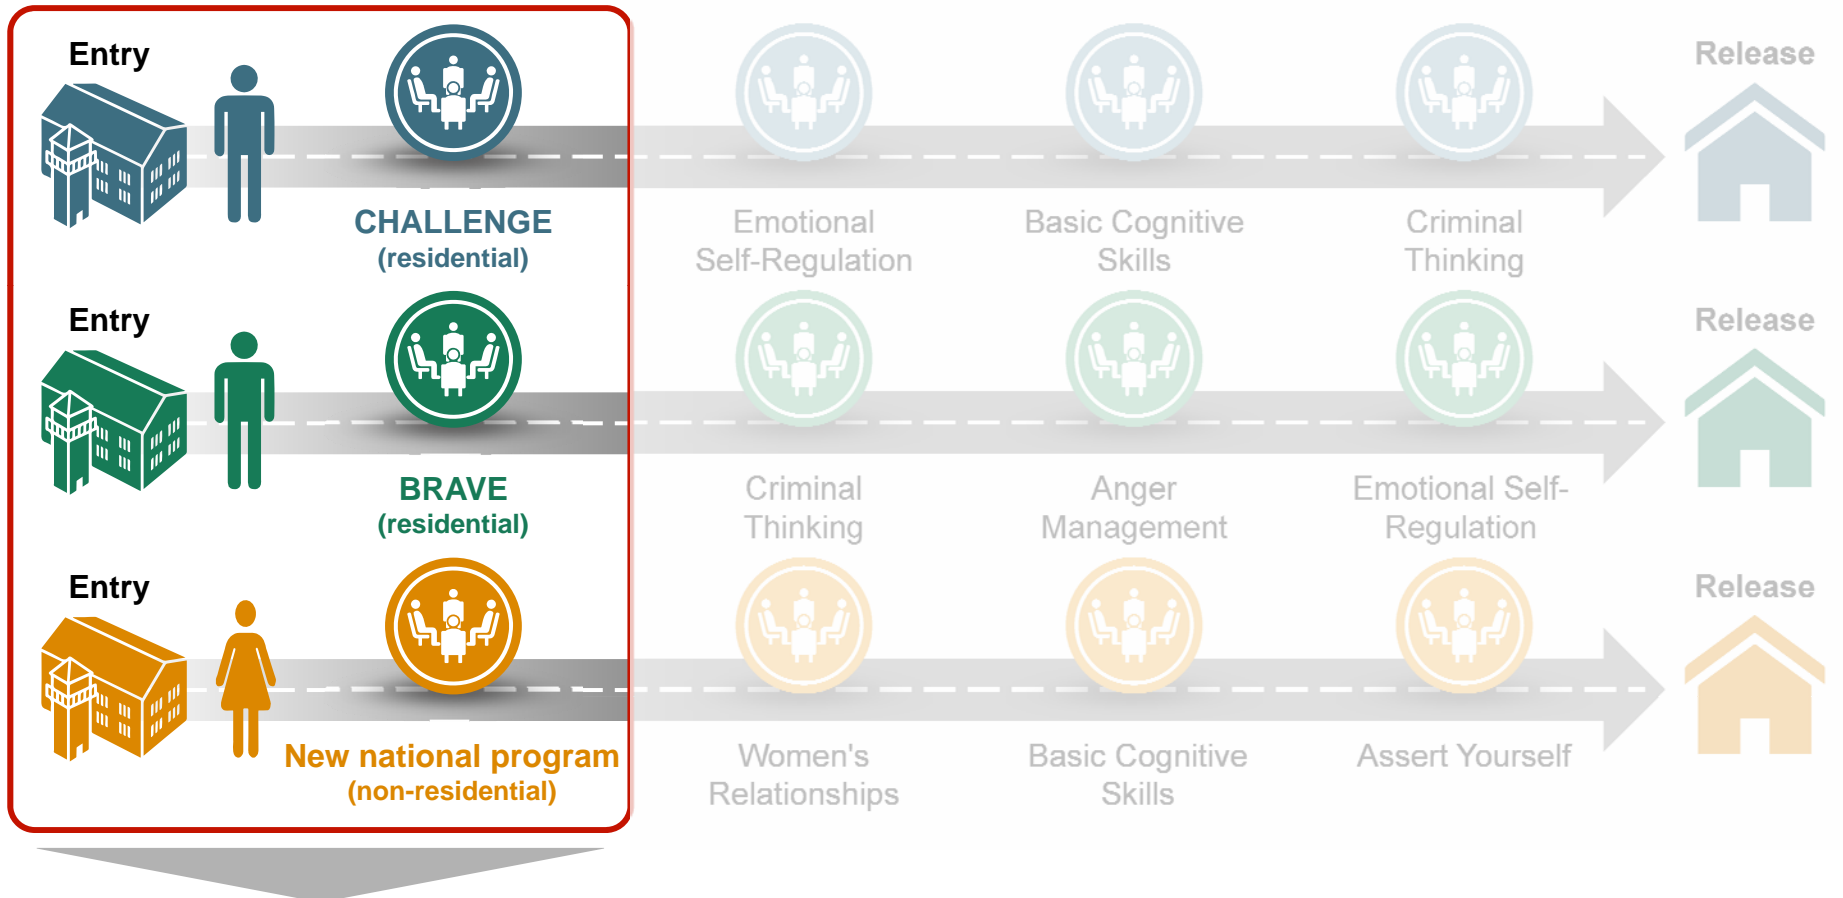 Entry
Release
CHALLENGE
(residential)
Emotional
Self-Regulation
Basic Cognitive
Skills
Criminal
Thinking
Entry
Release
BRAVE
(residential)
Criminal
Thinking
Anger
Management
Emotional Self-
Regulation
Entry
Release
New national program
(non-residential)
Women's
Relationships
Basic Cognitive
Skills
Assert Yourself